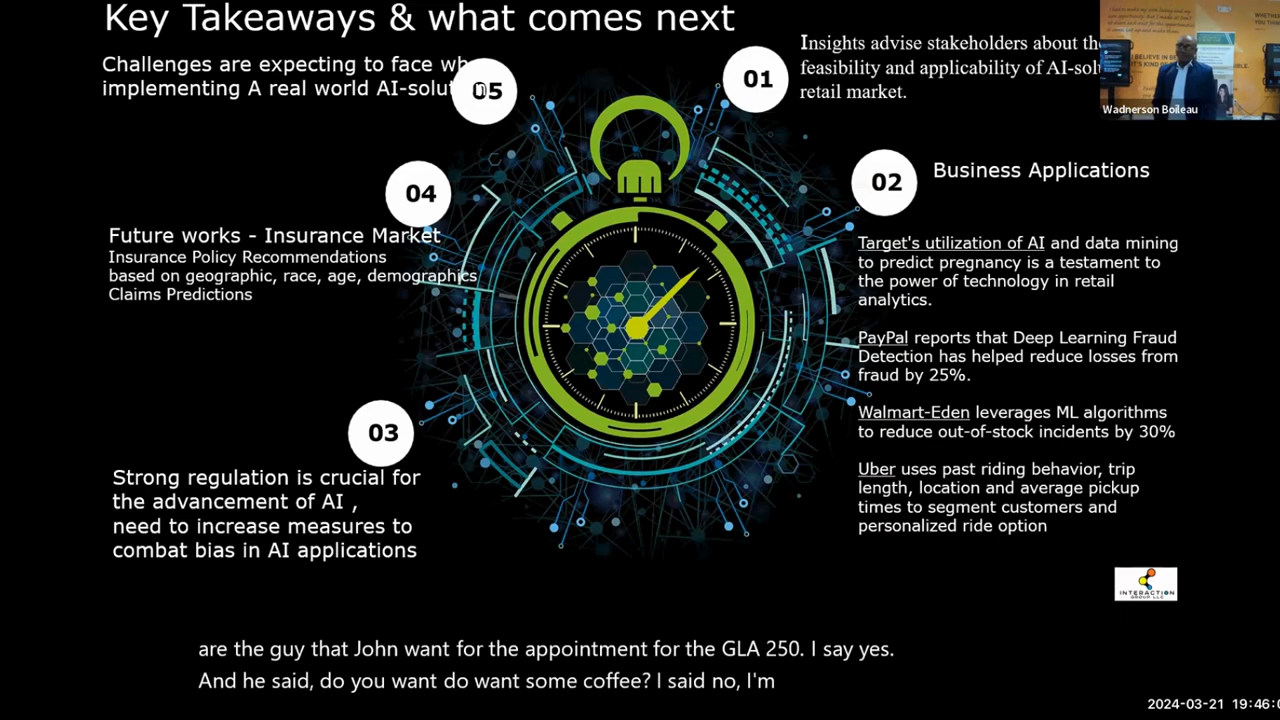 Key Takeaways & what comes next
Challenges are expecting to face wh
implementing A real world AI-solut n
05
01
Insights advise stakeholders about th
feasibility and applicability of AI-sol
retail market.
Wadnerson Boileau
04
02
Business Applications
Future works - Insurance Market
Insurance Policy Recommendations
based on geographic, race, age, demographics
Claims Predictions
Target's utilization of AI and data mining
to predict pregnancy is a testament to
the power of technology in retail
analytics.
PayPal reports that Deep Learning Fraud
Detection has helped reduce losses from
fraud by 25%.
Walmart-Eden leverages ML algorithms
to reduce out-of-stock incidents by 30%
Uber uses past riding behavior, trip
length, location and average pickup
times to segment customers and
personalized ride option
03
Strong regulation is crucial for
the advancement of AI ,
need to increase measures to
combat bias in AI applications
INTERACTION
GROUP LLC
are the guy that John want for the appointment for the GLA 250. I say yes.
And he said, do you want do want some coffee? I said no, I'm
2024-03-21 19:46:0